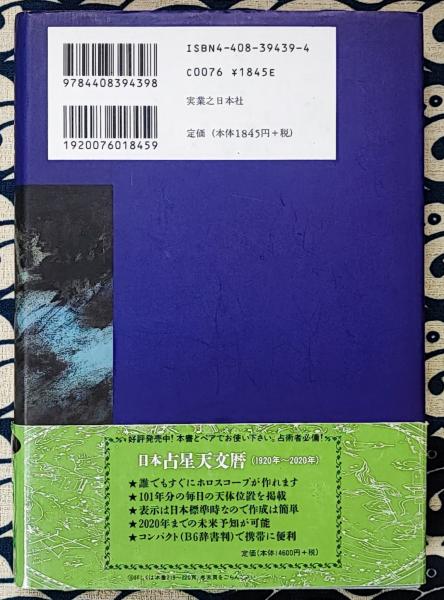 ISBN4-408-39439-4
C0076 ¥1845E
9784408394398
実業之日本社
定価（本体1845円＋税）
1920076018459
好評発売中！本書とペアでお使い下さい。占術者必備！
日本占星天文暦（1920年～2020年）
★誰でもすぐにホロスコープが作れます
★101年分の毎日の天体位置を掲載
★表示は日本標準時なので作成は簡単
★2020年までの未来予知が可能
★コンパクト（B6辞書判）で携帯に便利
定価（本体14600円＋税）